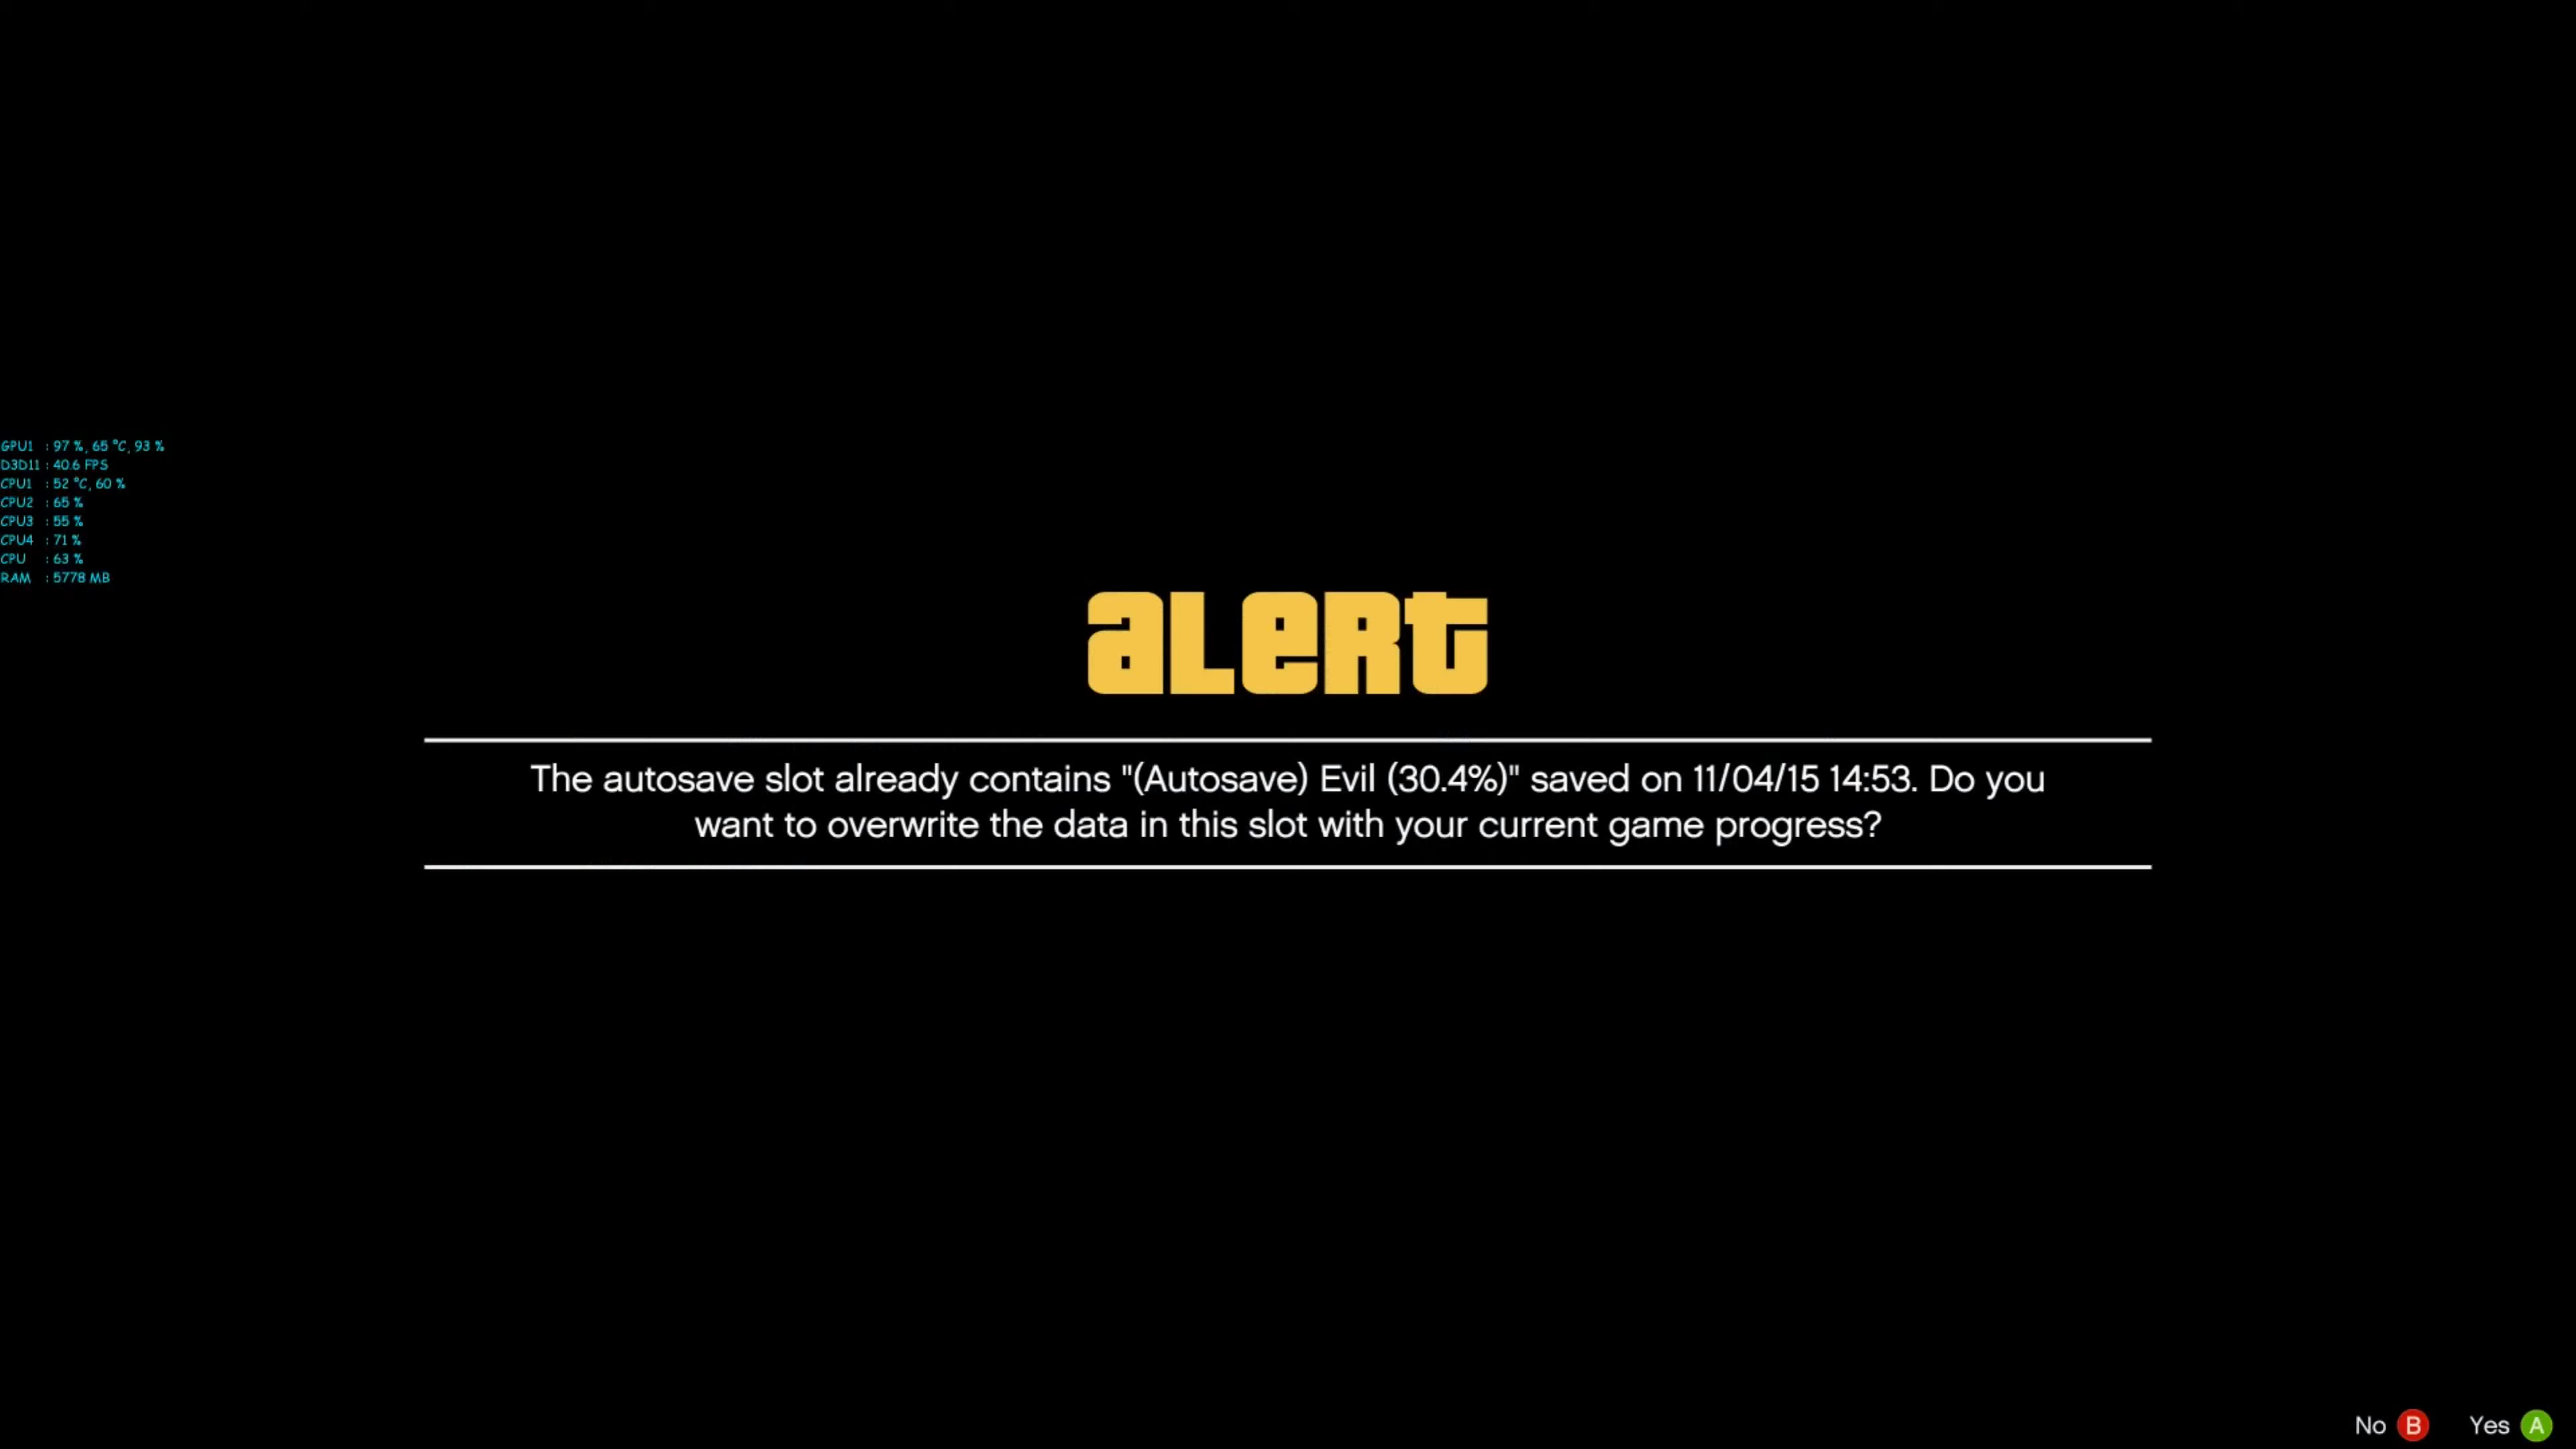 GPU1 : 97 %, 65 °C, 93 %
D3D11 : 40.6 FPS
CPU1 : 52 °C, 60 %
CPU2 : 65 %
CPU3 : 55 %
CPU4 : 71 %
CPU : 63 %
RAM : 5778 MB
aLeRt
The autosave slot already contains "(Autosave) Evil (30.4%)" saved on 11/04/15 14:53. Do you
want to overwrite the data in this slot with your current game progress?
No B Yes A